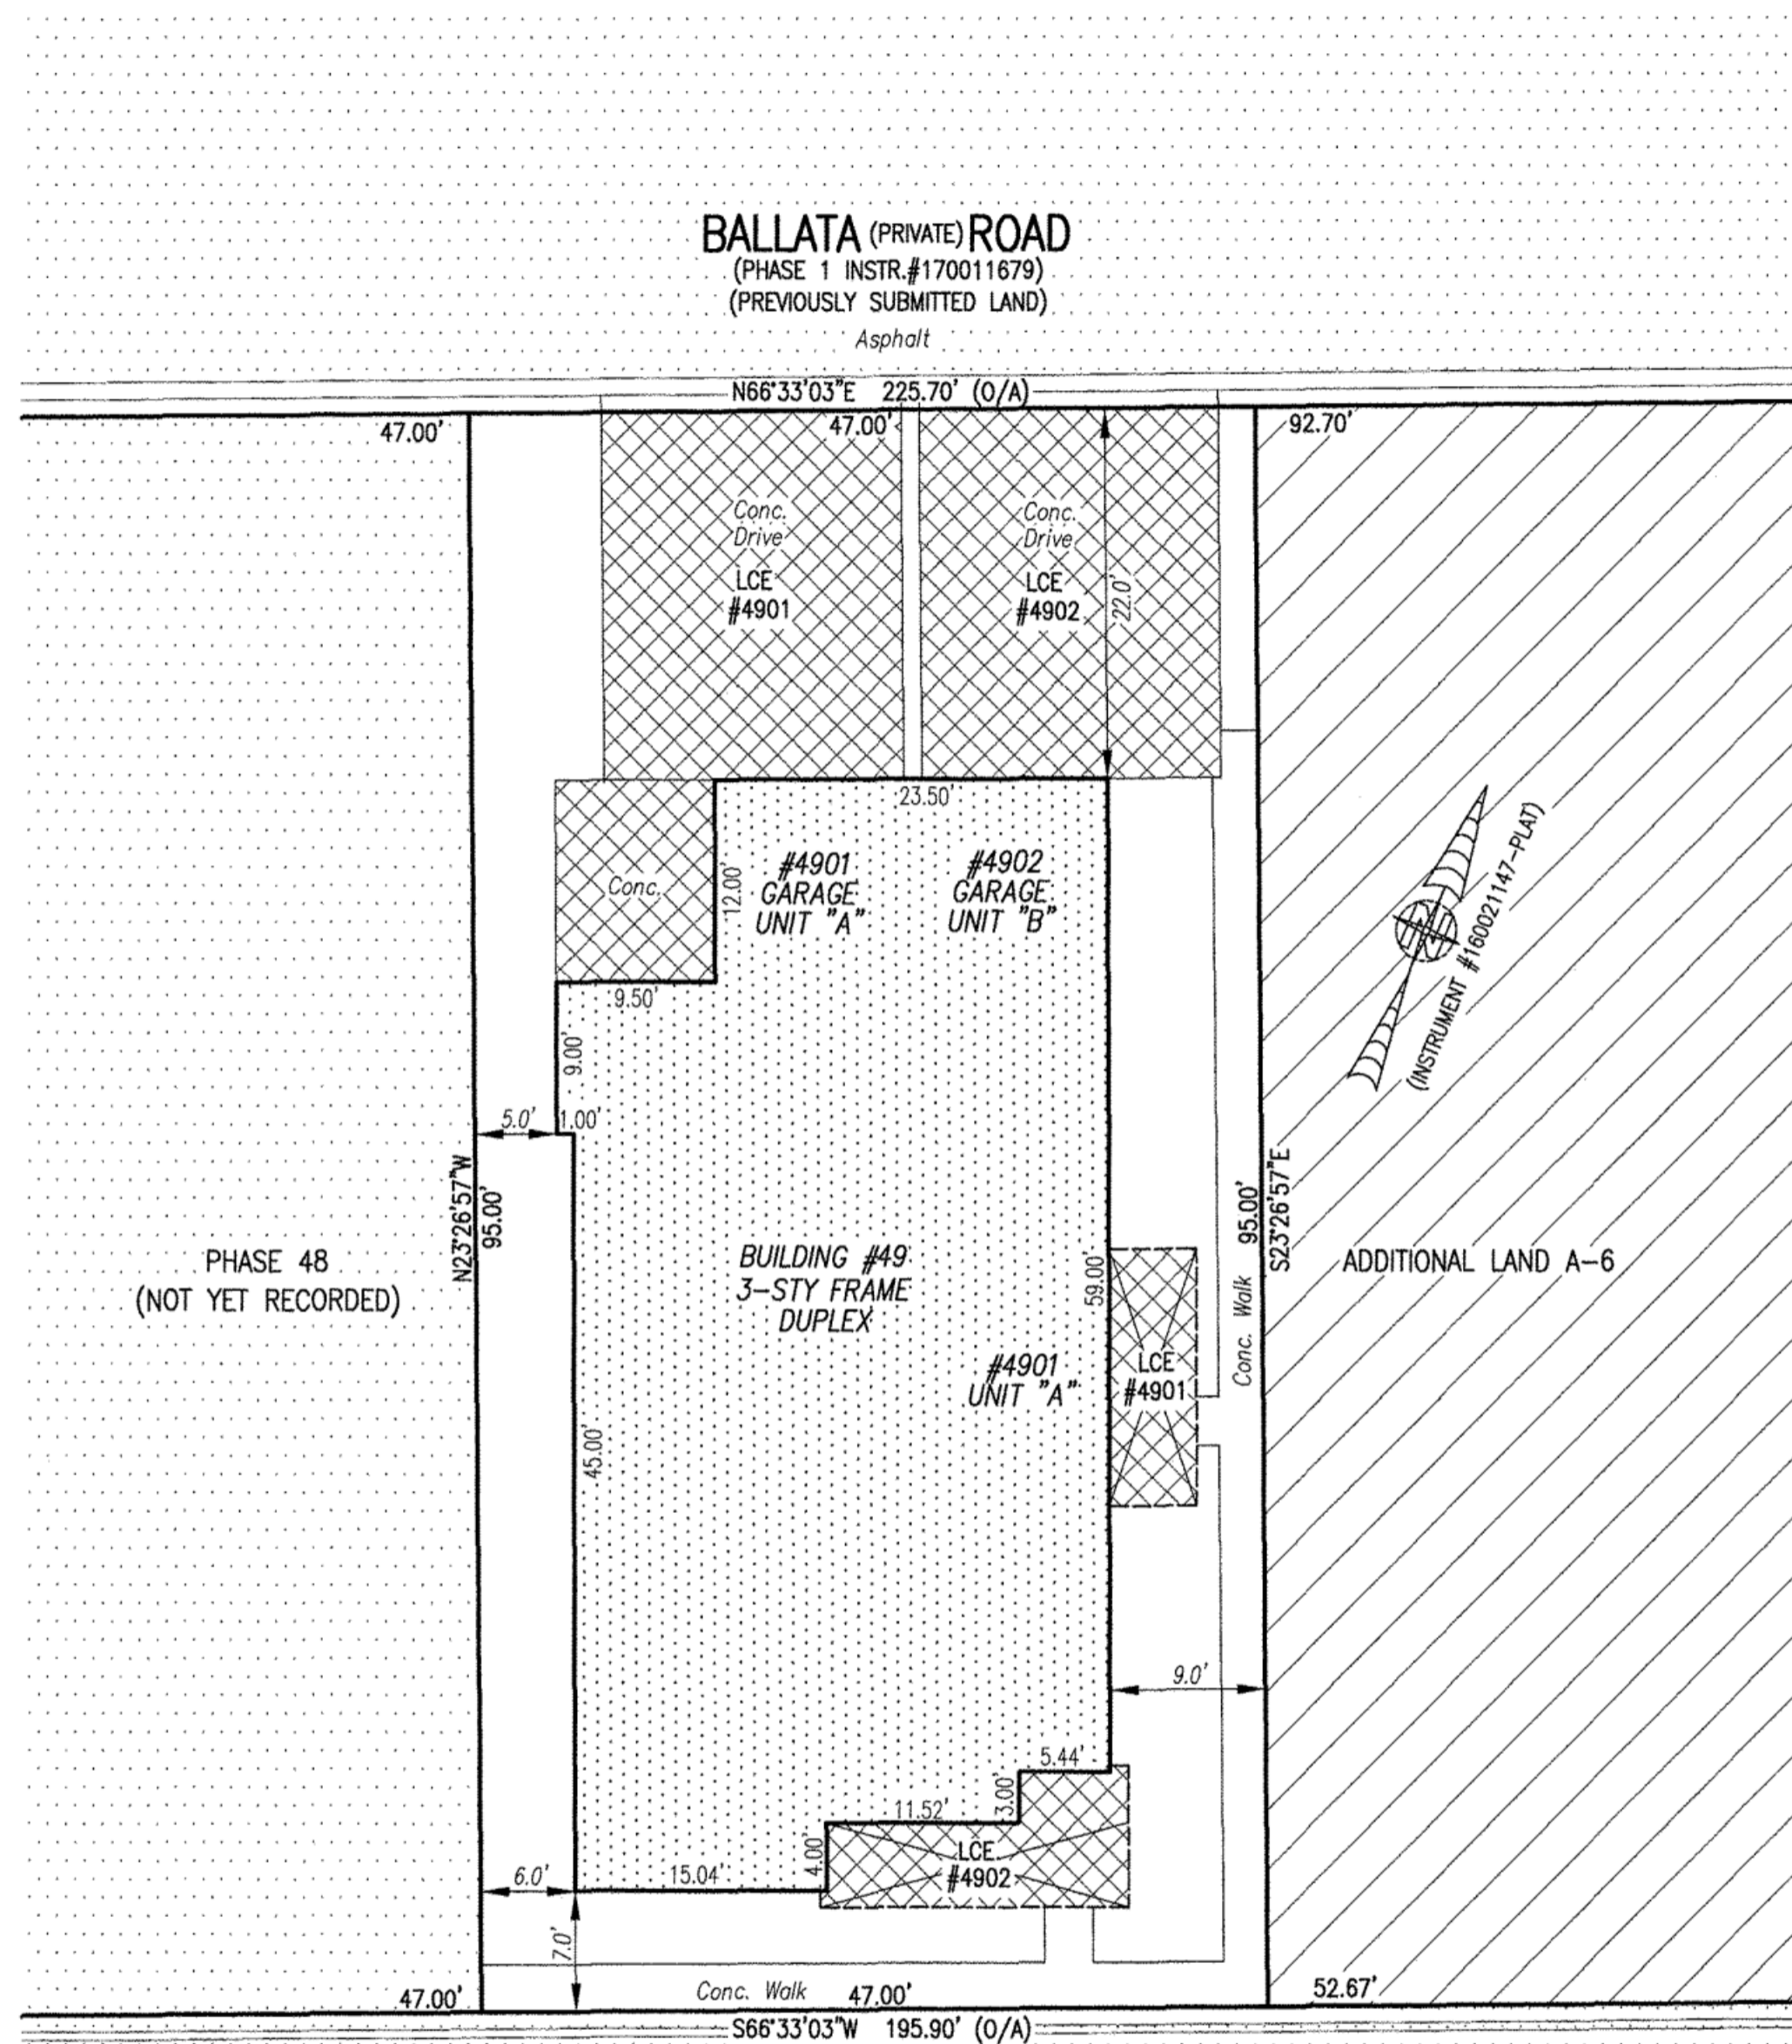 BALLATA (PRIVATE) ROAD
(PHASE 1 INSTR.#170011679)
(PREVIOUSLY SUBMITTED LAND)
Asphalt
N66°33'03"E 225.70' (O/A)
47.00'
47.00'
92.70'
Conc.
Drive
LCE
#4901
Conc.
Drive
LCE
#4902
22.0'
23.50'
Conc.
12.00'
#4901
GARAGE
UNIT "A"
#4902
GARAGE
UNIT "B"
9.50'
9.00'
5.0'
1.00'
(INSTRUMENT #160021147-PLAT)
N23°26'57"W
95.00'
PHASE 48
(NOT YET RECORDED)
BUILDING #49
3-STY FRAME
DUPLEX
59.00'
Conc. Walk
95.00'
S23°26'57"E
ADDITIONAL LAND A-6
#4901
UNIT "A"
LCE
#4901
45.00'
9.0'
5.44'
3.00'
11.52'
4.00'
LCE
#4902
15.04'
6.0'
7.0'
47.00'
Conc. Walk
47.00'
52.67'
S66°33'03"W 195.90' (O/A)